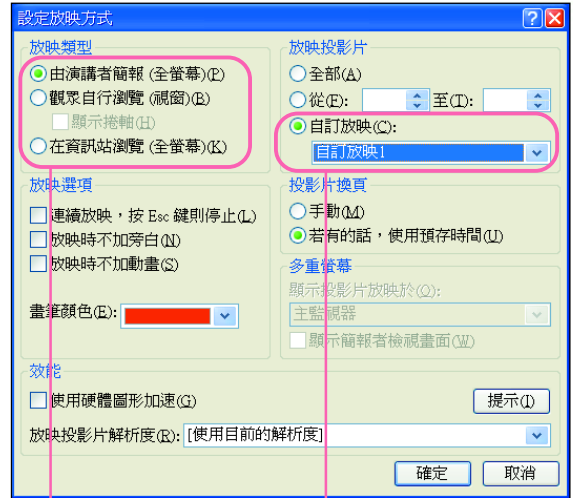 設定放映方式
放映類型
由演講者簡報 (全螢幕)(P)
觀眾自行瀏覽 (視窗)(B)
顯示捲軸(H)
在資訊站瀏覽 (全螢幕)(K)
放映投影片
全部(A)
從(F): 至(T):
自訂放映(C):
自訂放映1
放映選項
連續放映，按 Esc 鍵則停止(L)
放映時不加旁白(N)
放映時不加動畫(S)
畫筆顏色(E):
投影片換頁
手動(M)
若有的話，使用預存時間(U)
多重螢幕
顯示投影片放映於(O):
主監視器
顯示簡報者檢視畫面(W)
效能
使用硬體圖形加速(G)
提示(I)
放映投影片解析度(R): [使用目前的解析度]
確定 取消